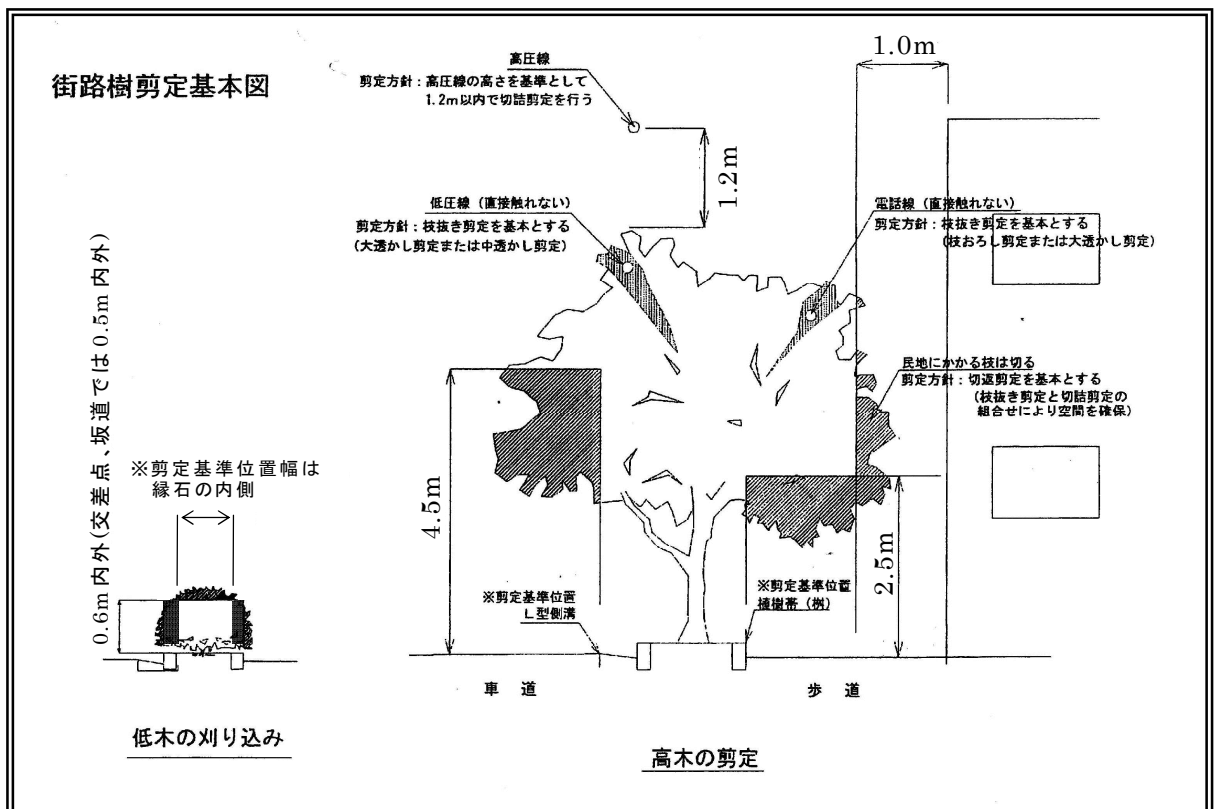 街路樹剪定基本図
高圧線
剪定方針：高圧線の高さを基準として
1.2m以内で切詰剪定を行う
1.0m
1.2m
低圧線（直接触れない）
剪定方針：枝抜き剪定を基本とする
（大透かし剪定または中透かし剪定）
電話線（直接触れない）
剪定方針：枝抜き剪定を基本とする
（枝おろし剪定または大透かし剪定）
民地にかかる枝は切る
剪定方針：切返剪定を基本とする
（枝抜き剪定と切詰剪定の
組合せにより空間を確保）
0.6m内外(交差点、坂道では0.5m内外)
※剪定基準位置幅は
縁石の内側
4.5m
2.5m
※剪定基準位置
L型側溝
※剪定基準位置
植樹帯（桝）
車 道
歩 道
低木の刈り込み
高木の剪定